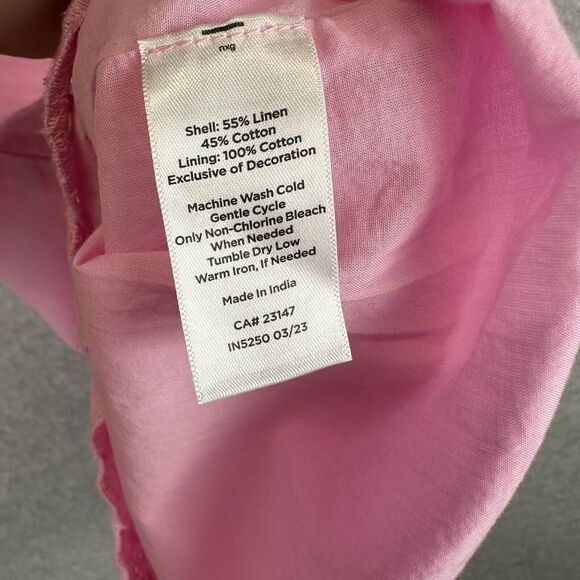 nxg
Shell: 55% Linen
45% Cotton
Lining: 100% Cotton
Exclusive of Decoration
Machine Wash Cold
Gentle Cycle
Only Non-Chlorine Bleach
When Needed
Tumble Dry Low
Warm Iron, If Needed
Made In India
CA# 23147
IN5250 03/23